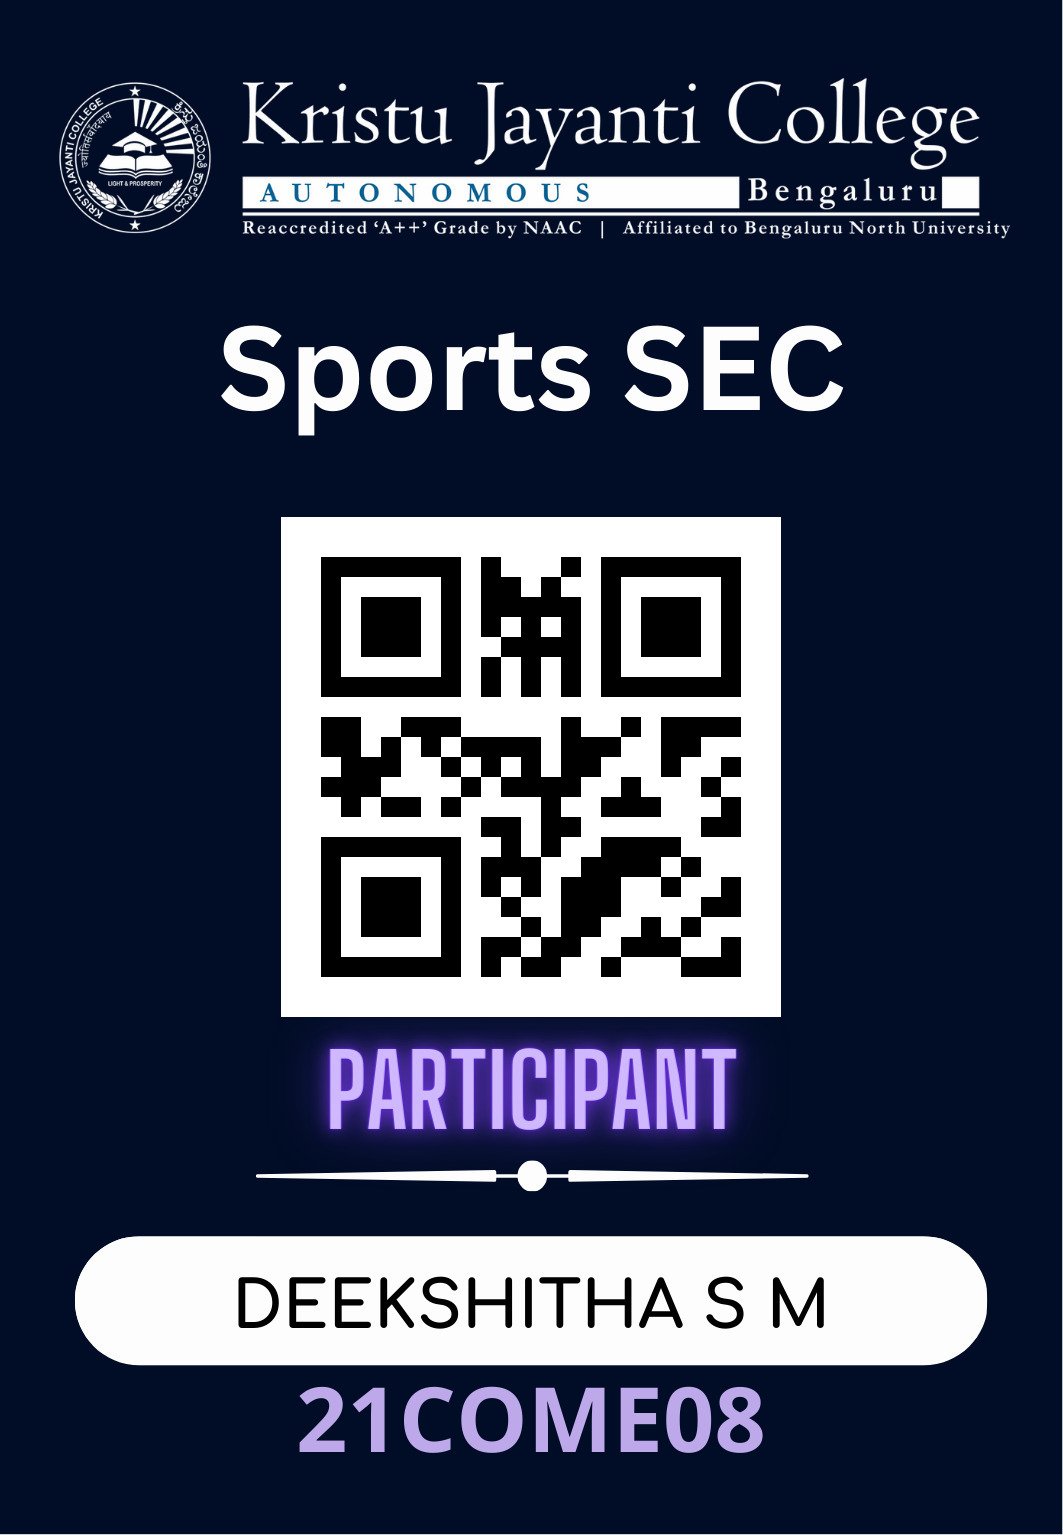 KRISTU JAYANTI COLLEGE
LIGHT & PROSPERITY
Kristu Jayanti College
AUTONOMOUS Bengaluru
Reaccredited ‘A++’ Grade by NAAC | Affiliated to Bengaluru North University
Sports SEC
PARTICIPANT
DEEKSHITHA S M
21COME08